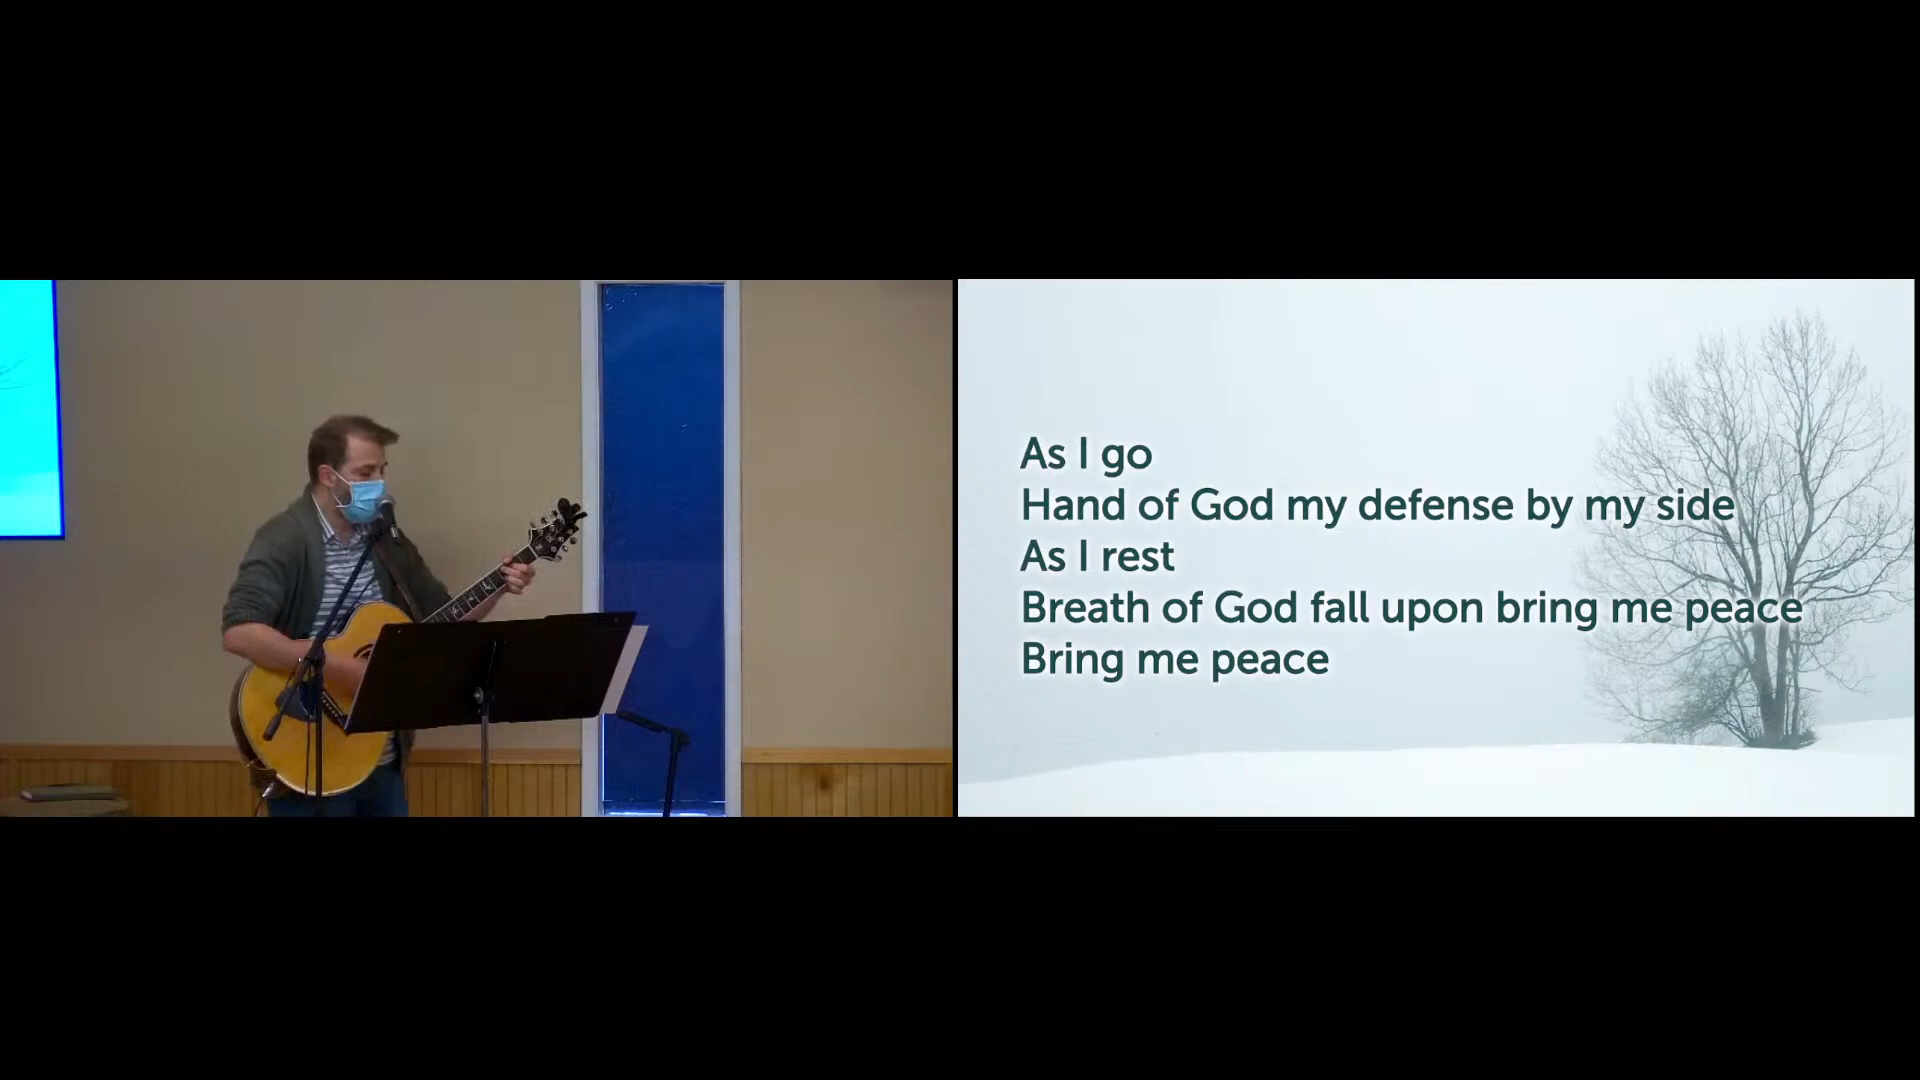 As I go
Hand of God my defense by my side
As I rest
Breath of God fall upon bring me peace
Bring me peace